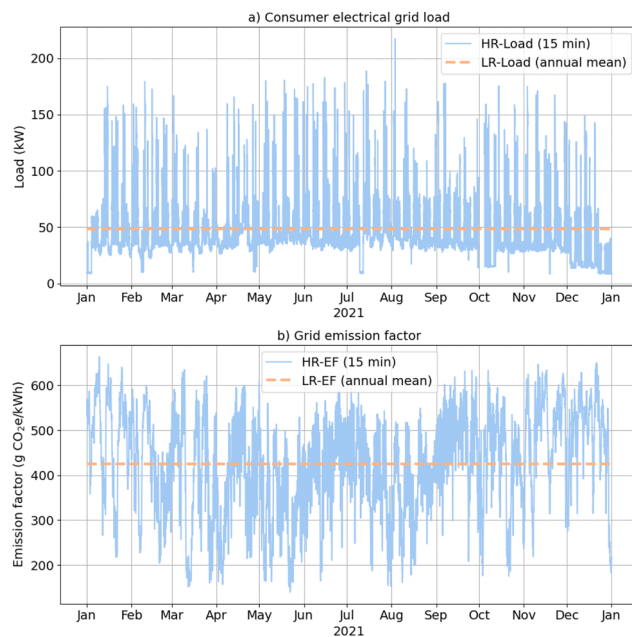 a) Consumer electrical grid load
HR-Load (15 min)
LR-Load (annual mean)
Load (kW)
200
150
100
50
0
Jan Feb Mar Apr May Jun Jul Aug Sep Oct Nov Dec Jan
2021
b) Grid emission factor
HR-EF (15 min)
LR-EF (annual mean)
Emission factor (g CO₂e/kWh)
600
500
400
300
200
Jan Feb Mar Apr May Jun Jul Aug Sep Oct Nov Dec Jan
2021